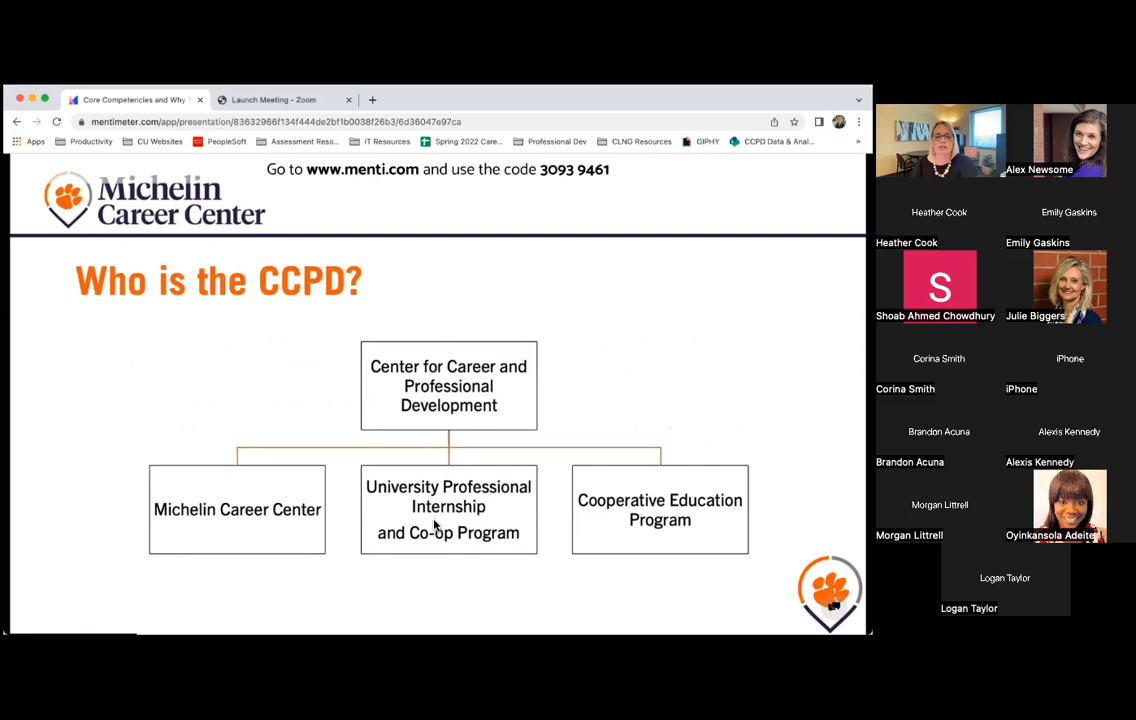 Core Competencies and Why T
Launch Meeting - Zoom
mentimeter.com/app/presentation/83632966f134f444de2bf1b0038f26b3/6d36047e97ca
Apps
Productivity
CU Websites
PeopleSoft
Assessment Reso...
IT Resources
Spring 2022 Care...
Professional Dev
CLNG Resources
GIPHY
CCPD Data & Anal...
»
Go to www.menti.com and use the code 3093 9461
Michelin
Career Center
Who is the CCPD?
Center for Career and
Professional
Development
Michelin Career Center
University Professional
Internship
and Co-op Program
Cooperative Education
Program
Alex Newsome
Heather Cook
Emily Gaskins
Heather Cook
Emily Gaskins
S
Shoab Ahmed Chowdhury
Julie Biggers
Corina Smith
iPhone
Corina Smith
iPhone
Brandon Acuna
Alexis Kennedy
Brandon Acuna
Alexis Kennedy
Morgan Littrell
Morgan Littrell
Oyinkansola Adeite
Logan Taylor
Logan Taylor